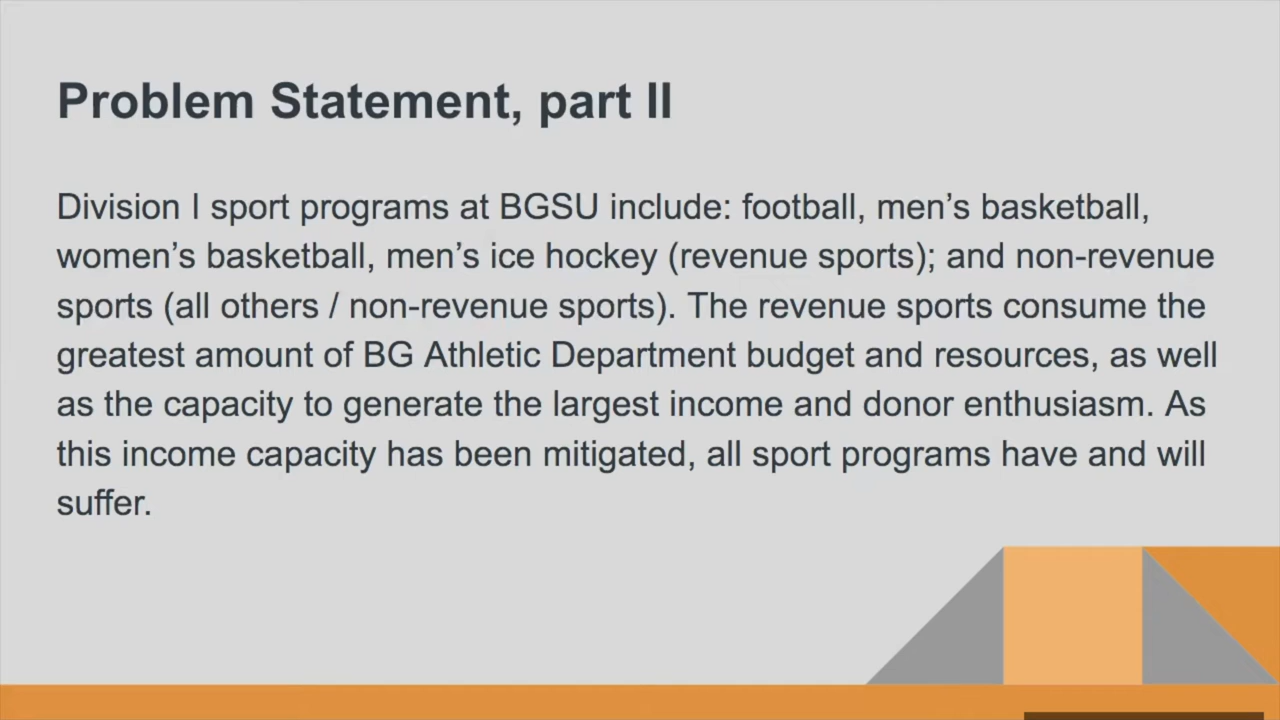 Problem Statement, part II
Division I sport programs at BGSU include: football, men’s basketball,
women’s basketball, men’s ice hockey (revenue sports); and non-revenue
sports (all others / non-revenue sports). The revenue sports consume the
greatest amount of BG Athletic Department budget and resources, as well
as the capacity to generate the largest income and donor enthusiasm. As
this income capacity has been mitigated, all sport programs have and will
suffer.